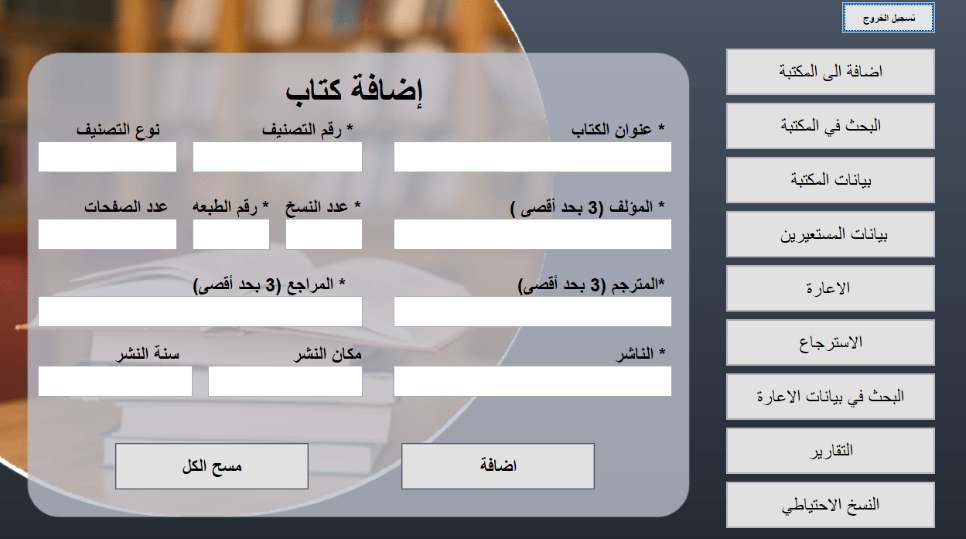 تسجيل الخروج
اضافة الى المكتبة
البحث في المكتبة
بيانات المكتبة
بيانات المستعيرين
الاعارة
الاسترجاع
البحث في بيانات الاعارة
التقارير
النسخ الاحتياطي
إضافة كتاب
* عنوان الكتاب
* رقم التصنيف
نوع التصنيف
* المؤلف (3 بحد أقصى )
* عدد النسخ
* رقم الطبعه
عدد الصفحات
*المترجم (3 بحد أقصى)
* المراجع (3 بحد أقصى)
* الناشر
مكان النشر
سنة النشر
اضافة
مسح الكل